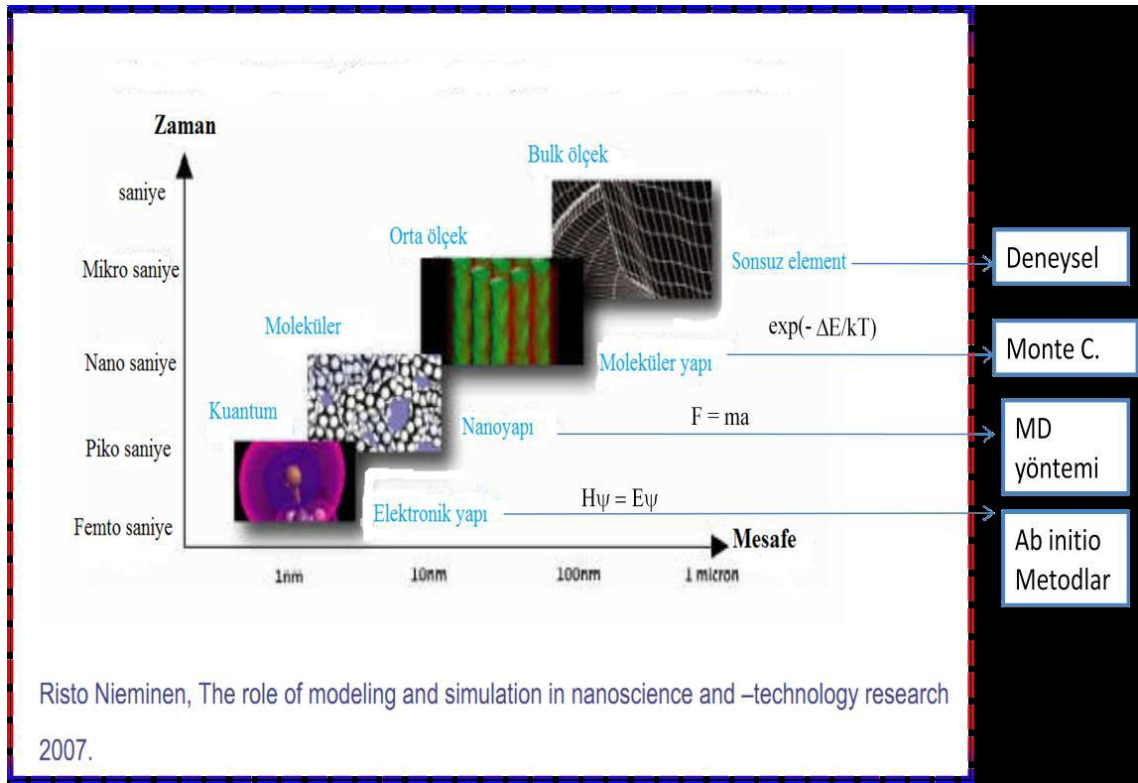 Zaman
Bulk ölçek
saniye
Orta ölçek
Deneysel
Mikro saniye
Sonsuz element
Moleküler
exp(- ΔE/kT)
Monte C.
Nano saniye
Moleküler yapı
Kuantum
F = ma
Nanoyapı
MD
yöntemi
Piko saniye
Hψ = Eψ
Elektronik yapı
Femto saniye
Mesafe
Ab initio
Metodlar
1nm
10nm
100nm
1 micron
Risto Nieminen, The role of modeling and simulation in nanoscience and –technology research
2007.